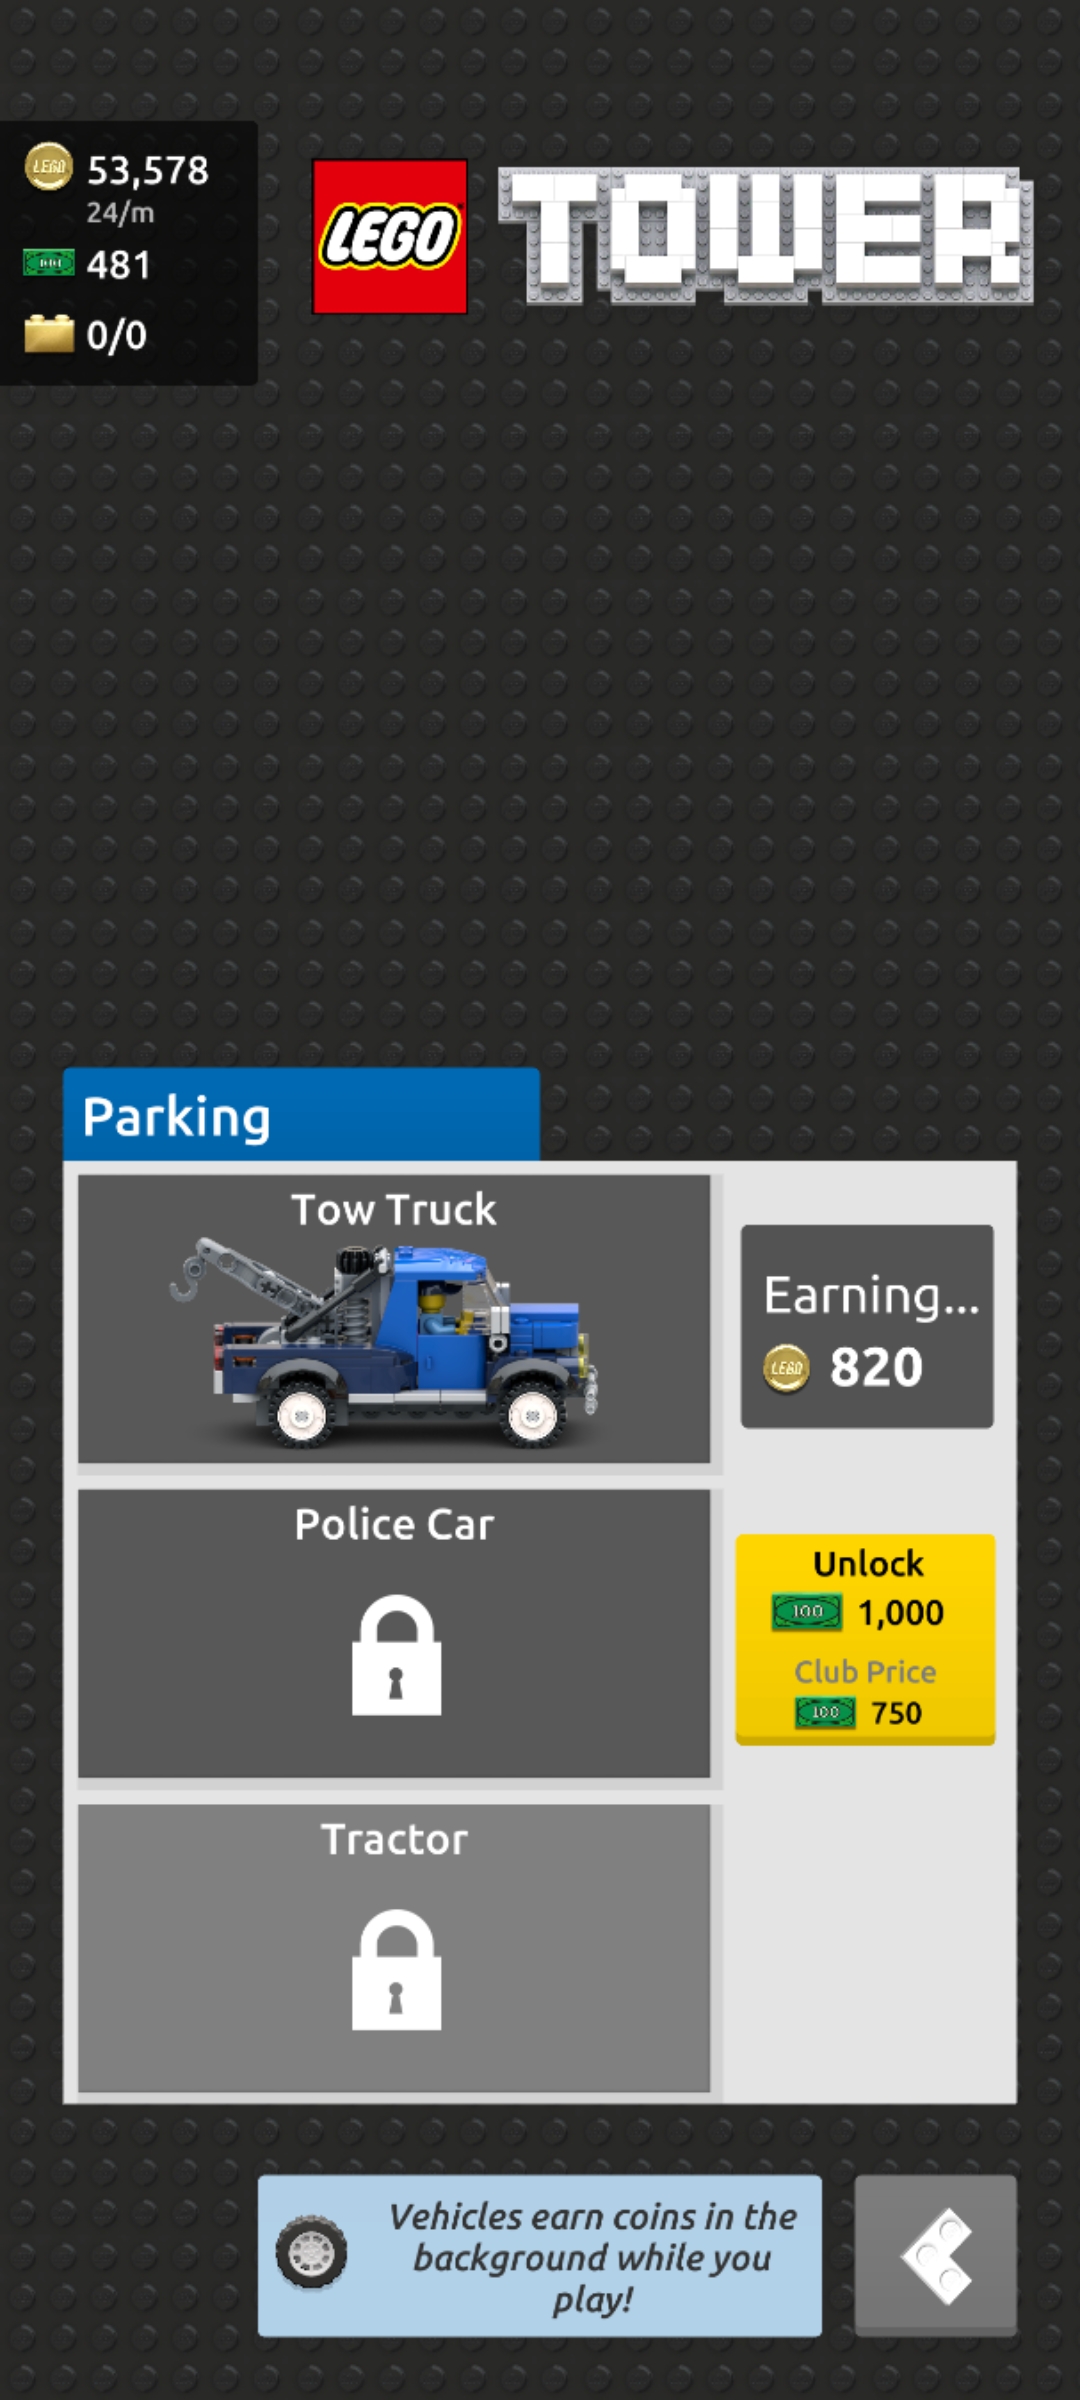 LEGO
53,578
24/m
481
0/0
LEGO
TOWER
Parking
Tow Truck
Earning...
LEGO
820
Police Car
Unlock
100
1,000
Club Price
100
750
Tractor
Vehicles earn coins in the
background while you
play!